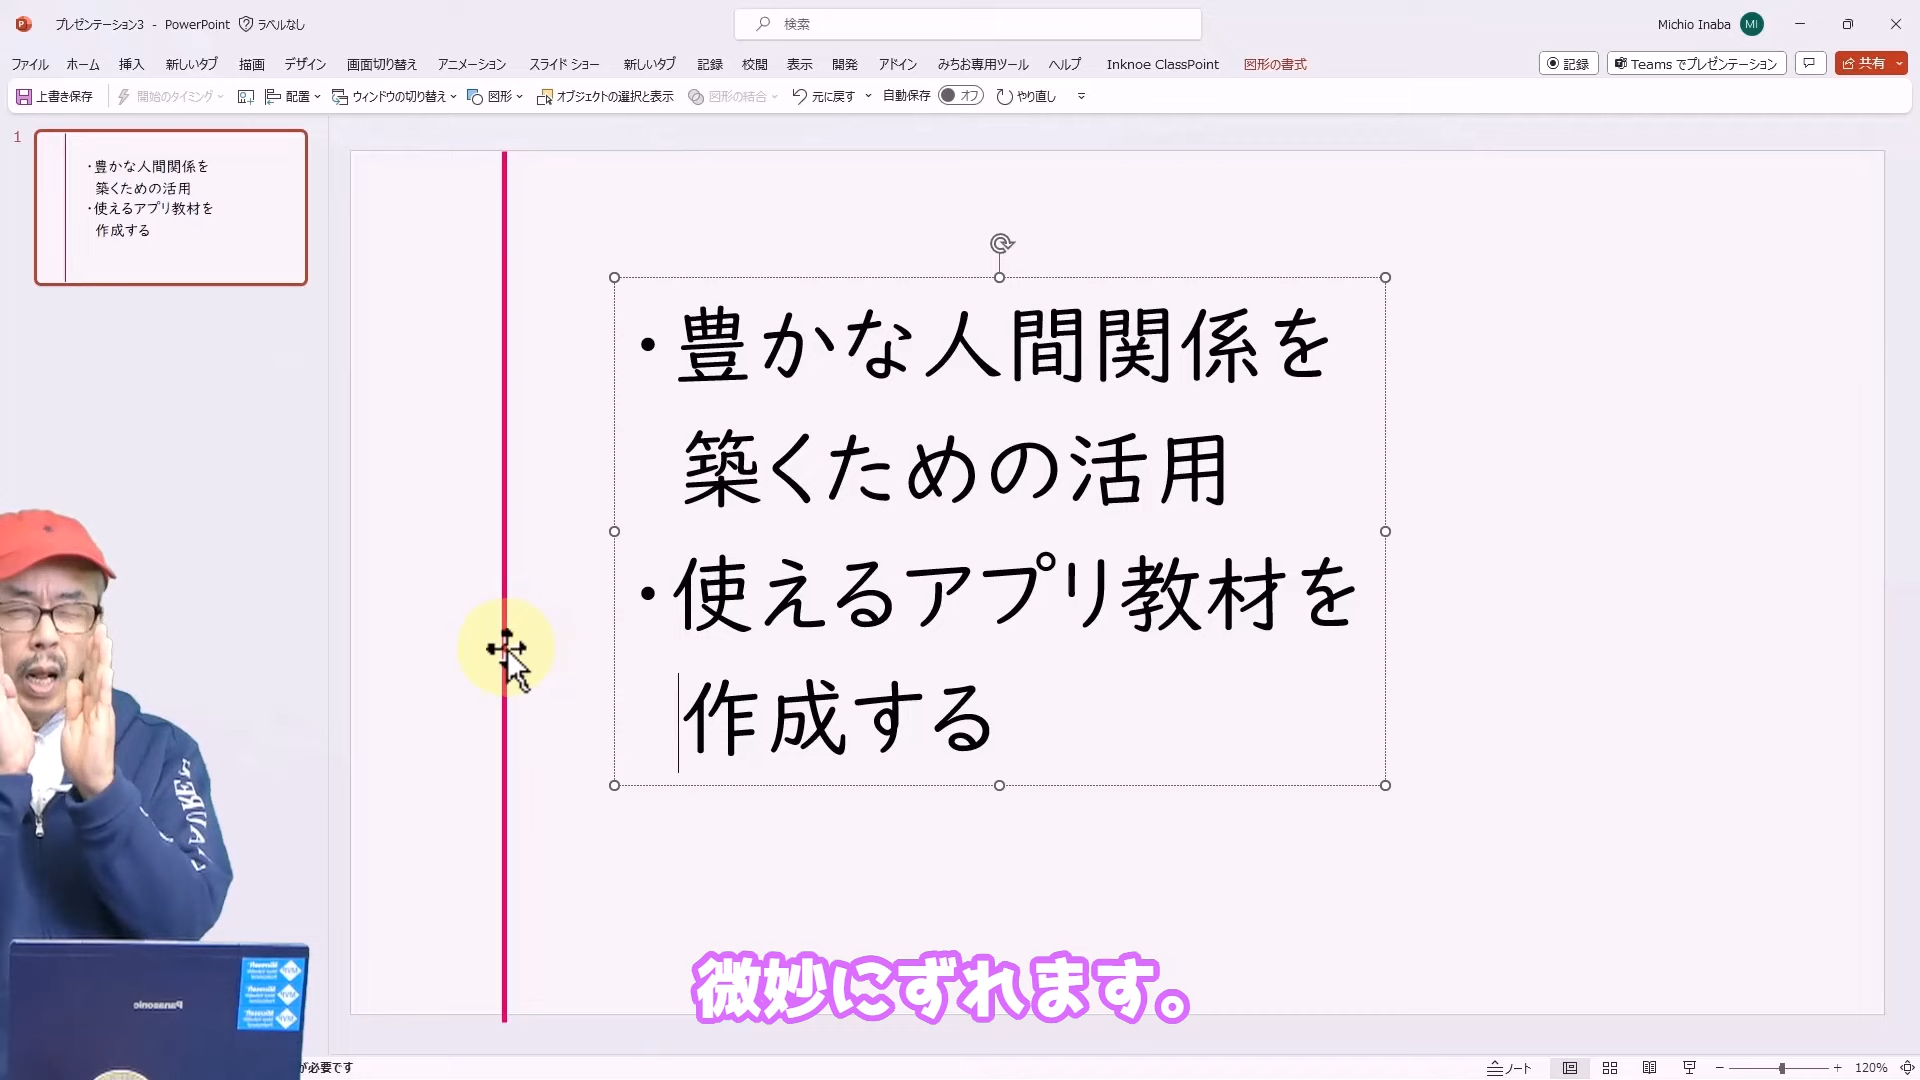 プレゼンテーション3 - PowerPoint ラベルなし
検索
Michio Inaba MI
ファイル ホーム 挿入 新しいタブ 描画 デザイン 画面切り替え アニメーション スライド ショー 新しいタブ 記録 校閲 表示 開発 アドイン みちお専用ツール ヘルプ Inknoe ClassPoint 図形の書式
記録 Teams でプレゼンテーション 共有
上書き保存 開始のタイミング 配置 ウィンドウの切り替え 図形 オブジェクトの選択と表示 図形の結合 元に戻す 自動保存 オフ やり直し
1
・豊かな人間関係を
築くための活用
・使えるアプリ教材を
作成する
・豊かな人間関係を
築くための活用
・使えるアプリ教材を
作成する
微妙にずれます。
Panasonic
Microsoft MVP
Microsoft MVP
Microsoft MVP
が必要です
ノート 120%